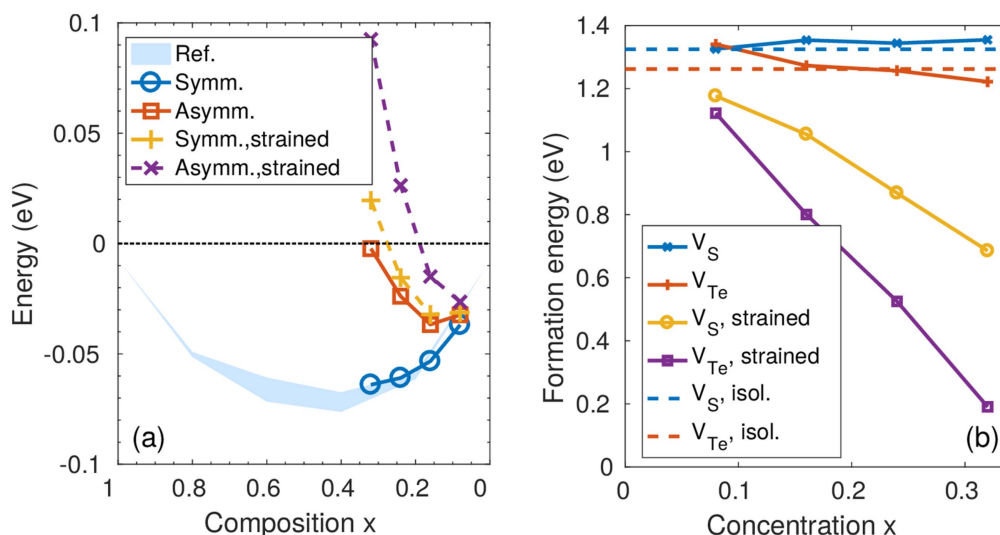 0.1
0.05
0
-0.05
-0.1
Energy (eV)
Ref.
Symm.
Asymm.
Symm.,strained
Asymm.,strained
(a)
1 0.8 0.6 0.4 0.2 0
Composition x
1.4
1.2
1
0.8
0.6
0.4
0.2
0
Formation energy (eV)
V_S
V_Te
V_S, strained
V_Te, strained
V_S, isol.
V_Te, isol.
(b)
0 0.1 0.2 0.3
Concentration x